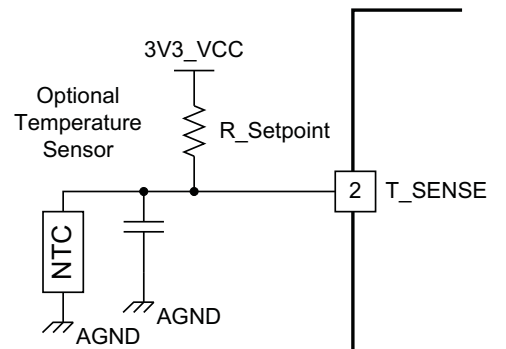 3V3_VCC
Optional
Temperature
Sensor
R_Setpoint
2
T_SENSE
NTC
AGND
AGND